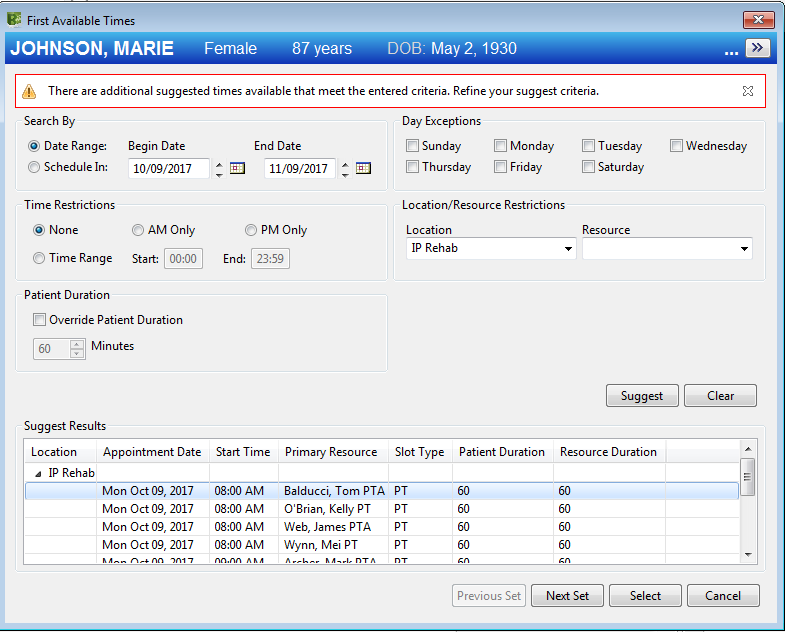 First Available Times
JOHNSON, MARIE Female 87 years DOB: May 2, 1930 ... »
There are additional suggested times available that meet the entered criteria. Refine your suggest criteria.
Search By
Date Range: Begin Date End Date
Schedule In: 10/09/2017 11/09/2017
Day Exceptions
Sunday Monday Tuesday Wednesday
Thursday Friday Saturday
Time Restrictions
None AM Only PM Only
Time Range Start: 00:00 End: 23:59
Location/Resource Restrictions
Location Resource
IP Rehab
Patient Duration
Override Patient Duration
60 Minutes
Suggest Clear
Suggest Results
Location Appointment Date Start Time Primary Resource Slot Type Patient Duration Resource Duration
IP Rehab
Mon Oct 09, 2017 08:00 AM Balducci, Tom PTA PT 60 60
Mon Oct 09, 2017 08:00 AM O'Brian, Kelly PT PT 60 60
Mon Oct 09, 2017 08:00 AM Web, James PTA PT 60 60
Mon Oct 09, 2017 08:00 AM Wynn, Mei PT PT 60 60
Mon Oct 09, 2017 09:00 AM Archer, Mark PTA PT 60 60
Previous Set Next Set Select Cancel